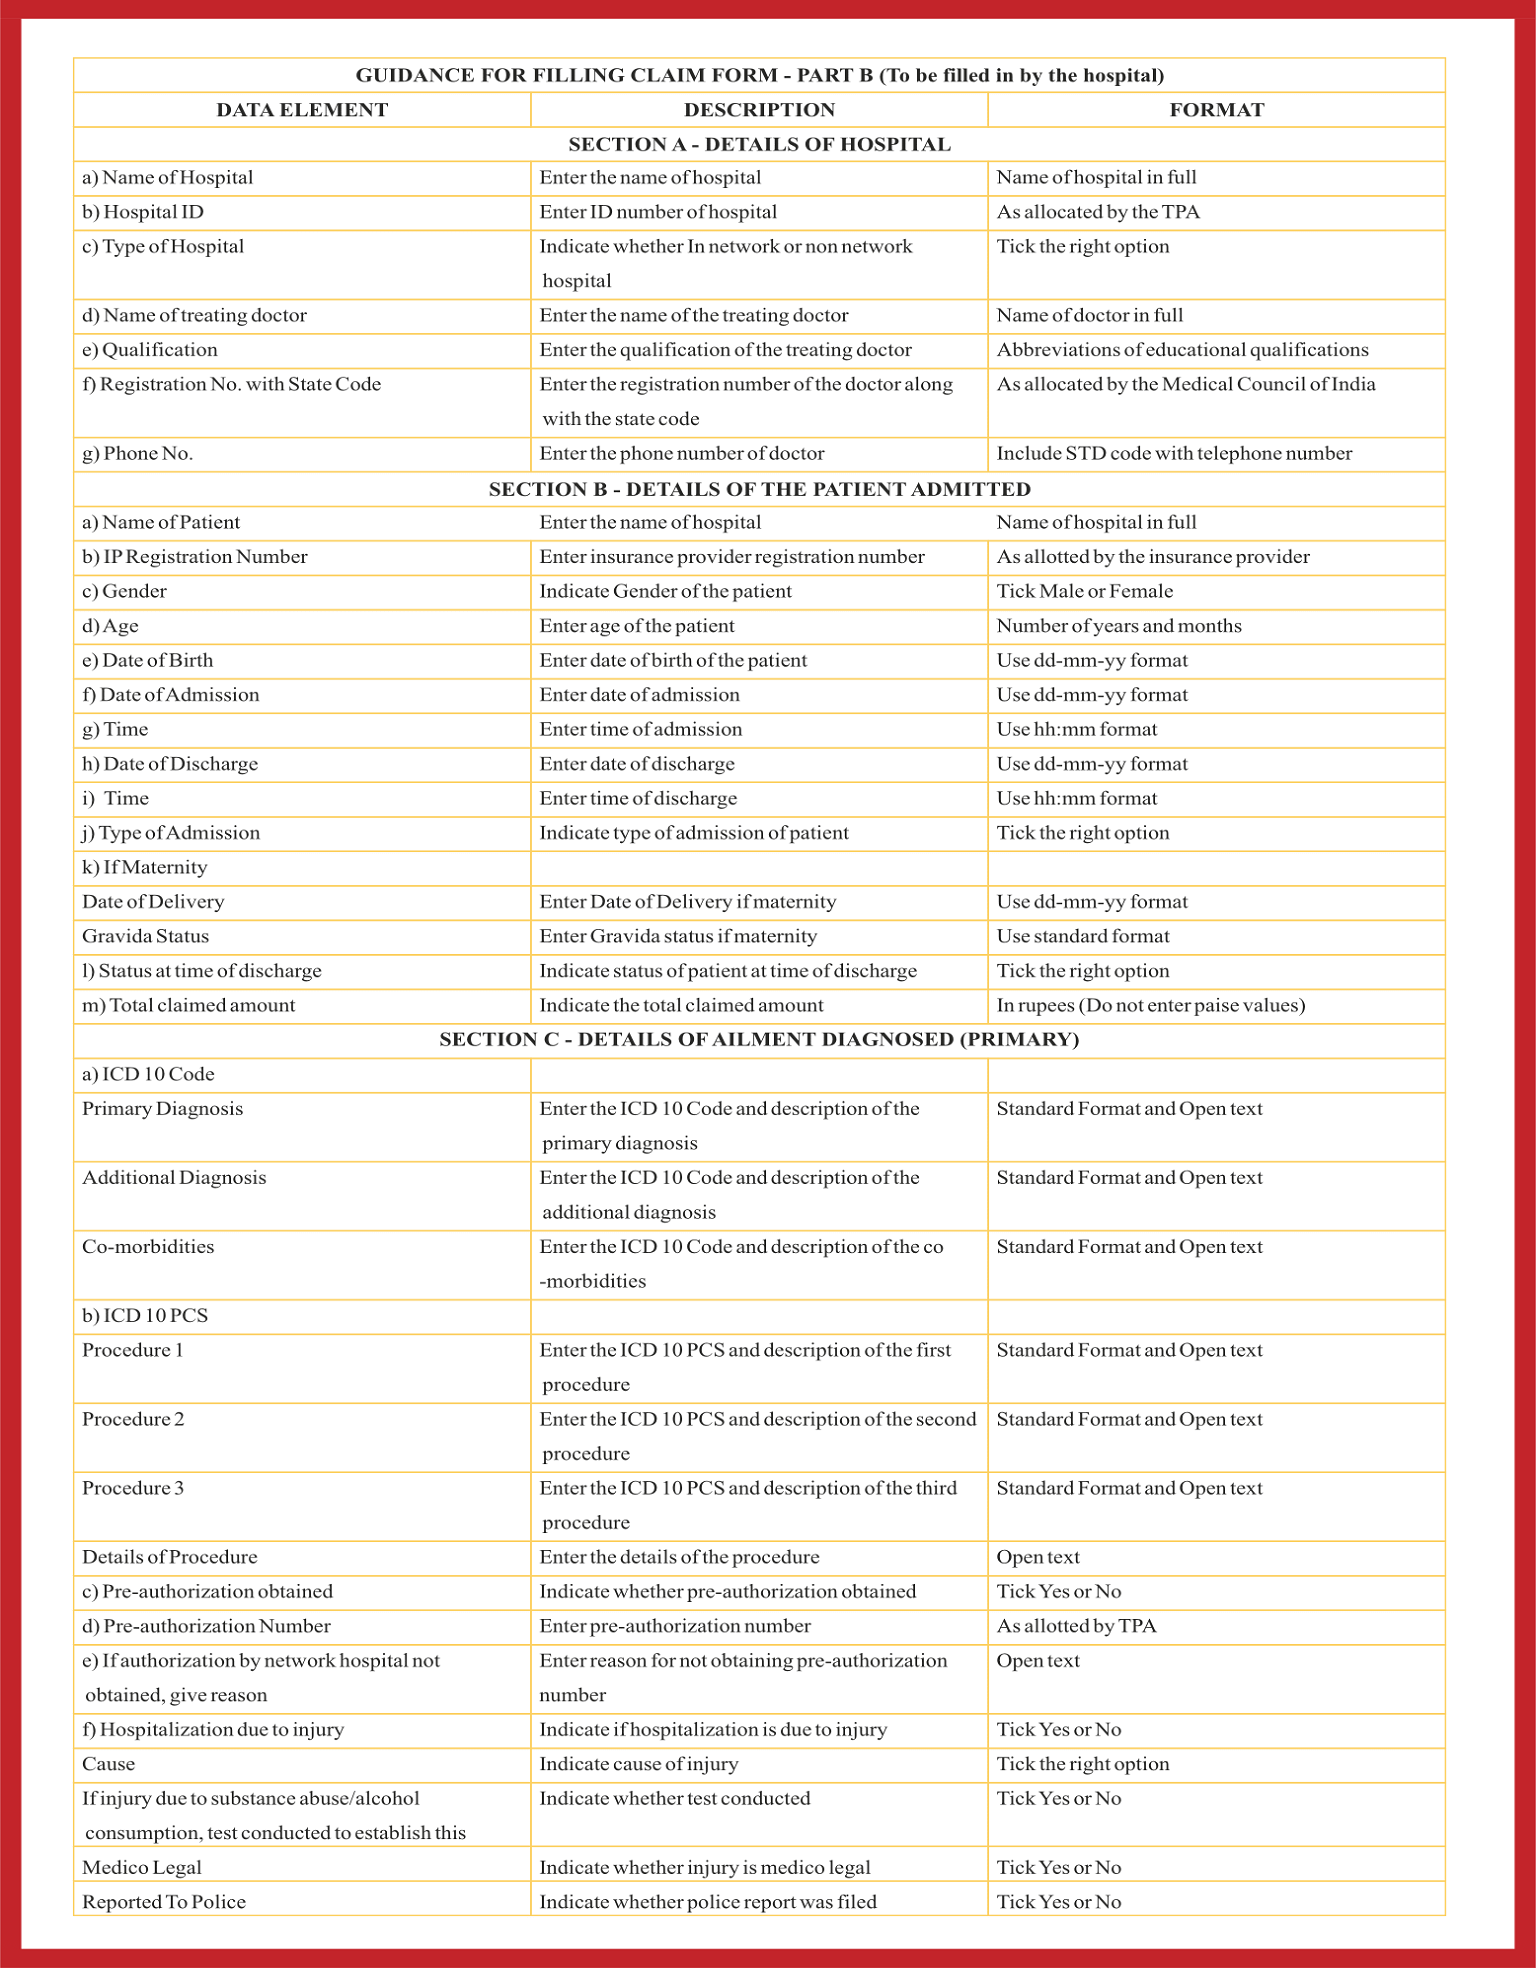 GUIDANCE FOR FILLING CLAIM FORM - PART B (To be filled in by the hospital)
DATA ELEMENT DESCRIPTION FORMAT
SECTION A - DETAILS OF HOSPITAL
a) Name of Hospital Enter the name of hospital Name of hospital in full
b) Hospital ID Enter ID number of hospital As allocated by the TPA
c) Type of Hospital Indicate whether In network or non network Tick the right option
hospital
d) Name of treating doctor Enter the name of the treating doctor Name of doctor in full
e) Qualification Enter the qualification of the treating doctor Abbreviations of educational qualifications
f) Registration No. with State Code Enter the registration number of the doctor along As allocated by the Medical Council of India
with the state code
g) Phone No. Enter the phone number of doctor Include STD code with telephone number
SECTION B - DETAILS OF THE PATIENT ADMITTED
a) Name of Patient Enter the name of hospital Name of hospital in full
b) IP Registration Number Enter insurance provider registration number As allotted by the insurance provider
c) Gender Indicate Gender of the patient Tick Male or Female
d) Age Enter age of the patient Number of years and months
e) Date of Birth Enter date of birth of the patient Use dd-mm-yy format
f) Date of Admission Enter date of admission Use dd-mm-yy format
g) Time Enter time of admission Use hh:mm format
h) Date of Discharge Enter date of discharge Use dd-mm-yy format
i) Time Enter time of discharge Use hh:mm format
j) Type of Admission Indicate type of admission of patient Tick the right option
k) If Maternity
Date of Delivery Enter Date of Delivery if maternity Use dd-mm-yy format
Gravida Status Enter Gravida status if maternity Use standard format
l) Status at time of discharge Indicate status of patient at time of discharge Tick the right option
m) Total claimed amount Indicate the total claimed amount In rupees (Do not enter paise values)
SECTION C - DETAILS OF AILMENT DIAGNOSED (PRIMARY)
a) ICD 10 Code
Primary Diagnosis Enter the ICD 10 Code and description of the Standard Format and Open text
primary diagnosis
Additional Diagnosis Enter the ICD 10 Code and description of the Standard Format and Open text
additional diagnosis
Co-morbidities Enter the ICD 10 Code and description of the co Standard Format and Open text
-morbidities
b) ICD 10 PCS
Procedure 1 Enter the ICD 10 PCS and description of the first Standard Format and Open text
procedure
Procedure 2 Enter the ICD 10 PCS and description of the second Standard Format and Open text
procedure
Procedure 3 Enter the ICD 10 PCS and description of the third Standard Format and Open text
procedure
Details of Procedure Enter the details of the procedure Open text
c) Pre-authorization obtained Indicate whether pre-authorization obtained Tick Yes or No
d) Pre-authorization Number Enter pre-authorization number As allotted by TPA
e) If authorization by network hospital not Enter reason for not obtaining pre-authorization Open text
obtained, give reason number
f) Hospitalization due to injury Indicate if hospitalization is due to injury Tick Yes or No
Cause Indicate cause of injury Tick the right option
If injury due to substance abuse/alcohol Indicate whether test conducted Tick Yes or No
consumption, test conducted to establish this
Medico Legal Indicate whether injury is medico legal Tick Yes or No
Reported To Police Indicate whether police report was filed Tick Yes or No